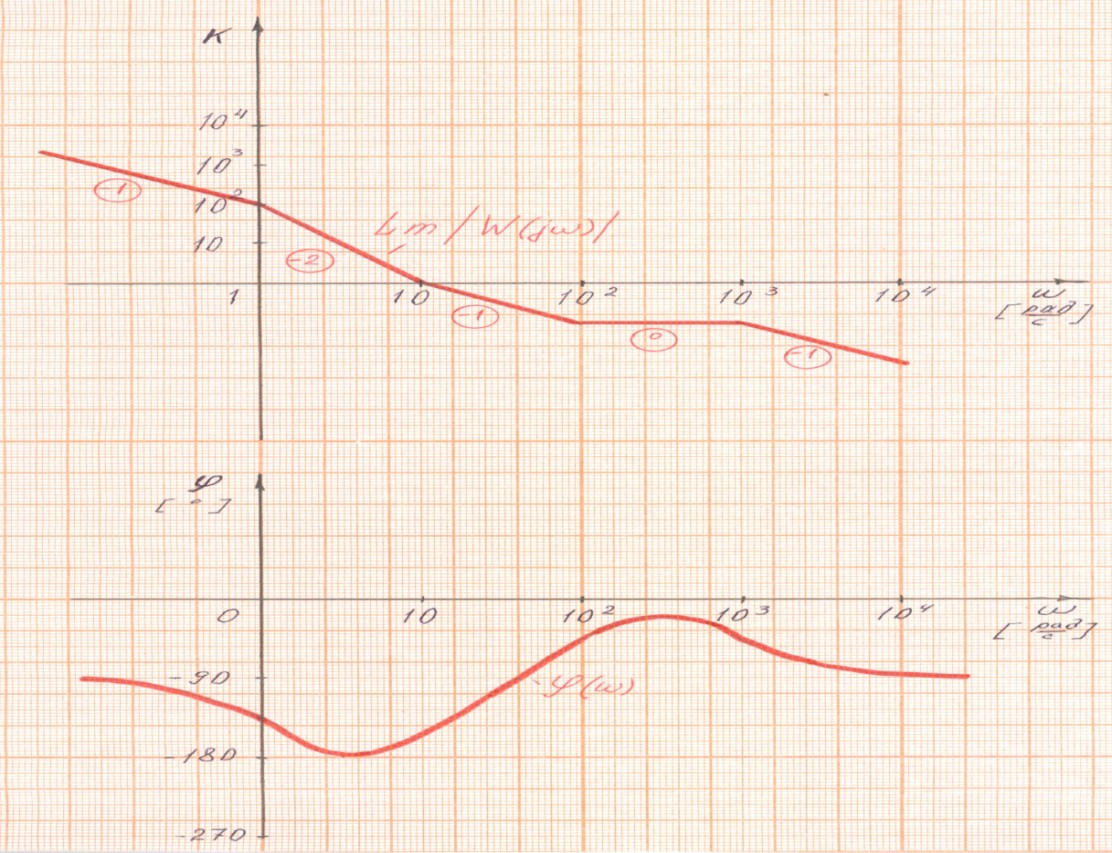 K
10⁴
10³
(-1)
10²
Lm/W(jω)/
10
(-2)
1 10 10² 10³ 10⁴ ω
[рад/с]
(-1)
(0)
(-1)
φ
[°]
0 10 10² 10³ 10⁴ ω
[рад/с]
-90
φ(ω)
-180
-270